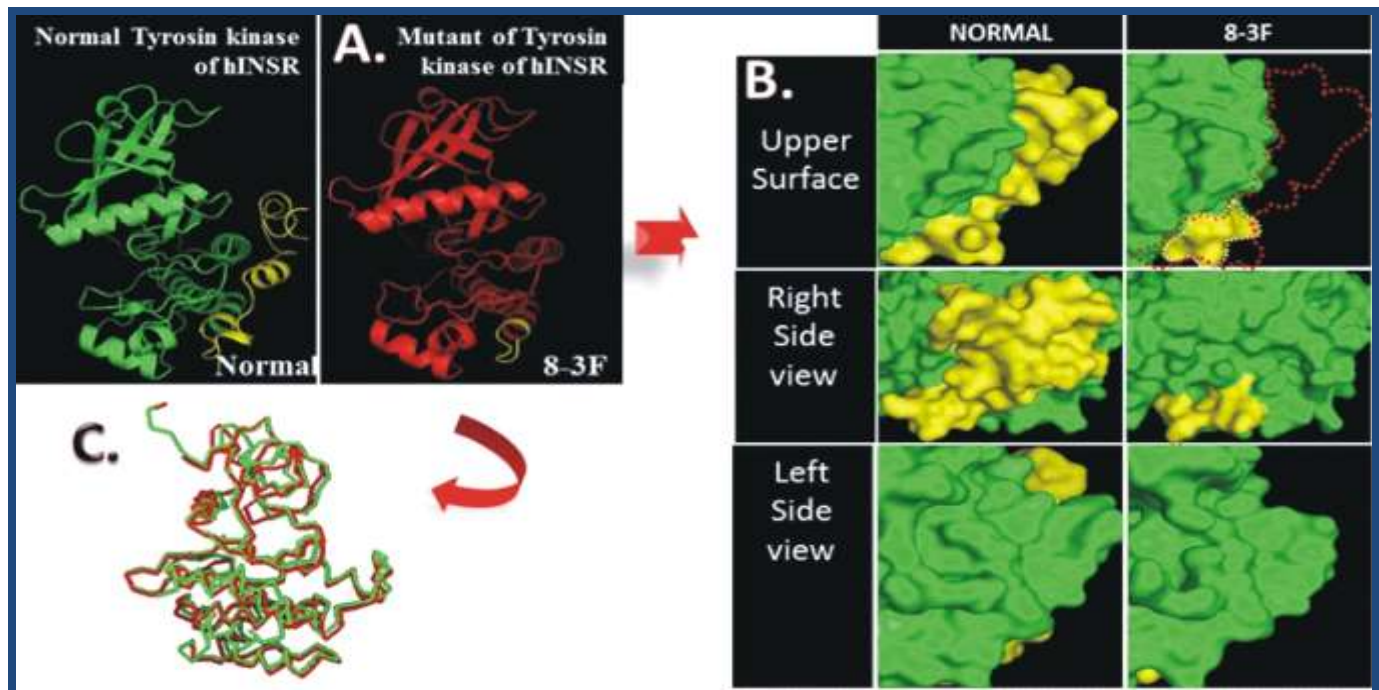 Normal Tyrosin kinase
of hINSR
Normal
A.
Mutant of Tyrosin
kinase of hINSR
8-3F
B.
NORMAL
8-3F
Upper
Surface
Right
Side
view
Left
Side
view
C.